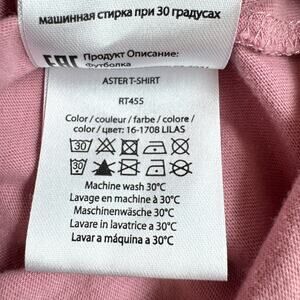 машинная стирка при 30 градусах
EAC Продукт Описание:
Футболка
ASTER T-SHIRT
RT455
Color / couleur / farbe / colore /
color / цвет: 16-1708 LILAS
30
30
Machine wash 30°C
Lavage en machine à 30°C
Maschinenwäsche 30°C
Lavare in lavatrice a 30°C
Lavar a máquina a 30°C